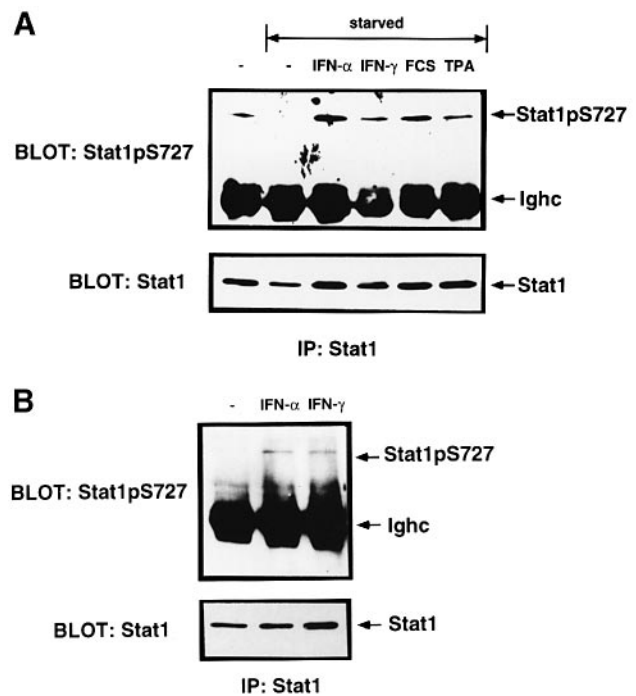 A
starved
- - IFN-α IFN-γ FCS TPA
BLOT: Stat1pS727
Stat1pS727
Ighc
BLOT: Stat1
Stat1
IP: Stat1
B
- IFN-α IFN-γ
BLOT: Stat1pS727
Stat1pS727
Ighc
BLOT: Stat1
Stat1
IP: Stat1